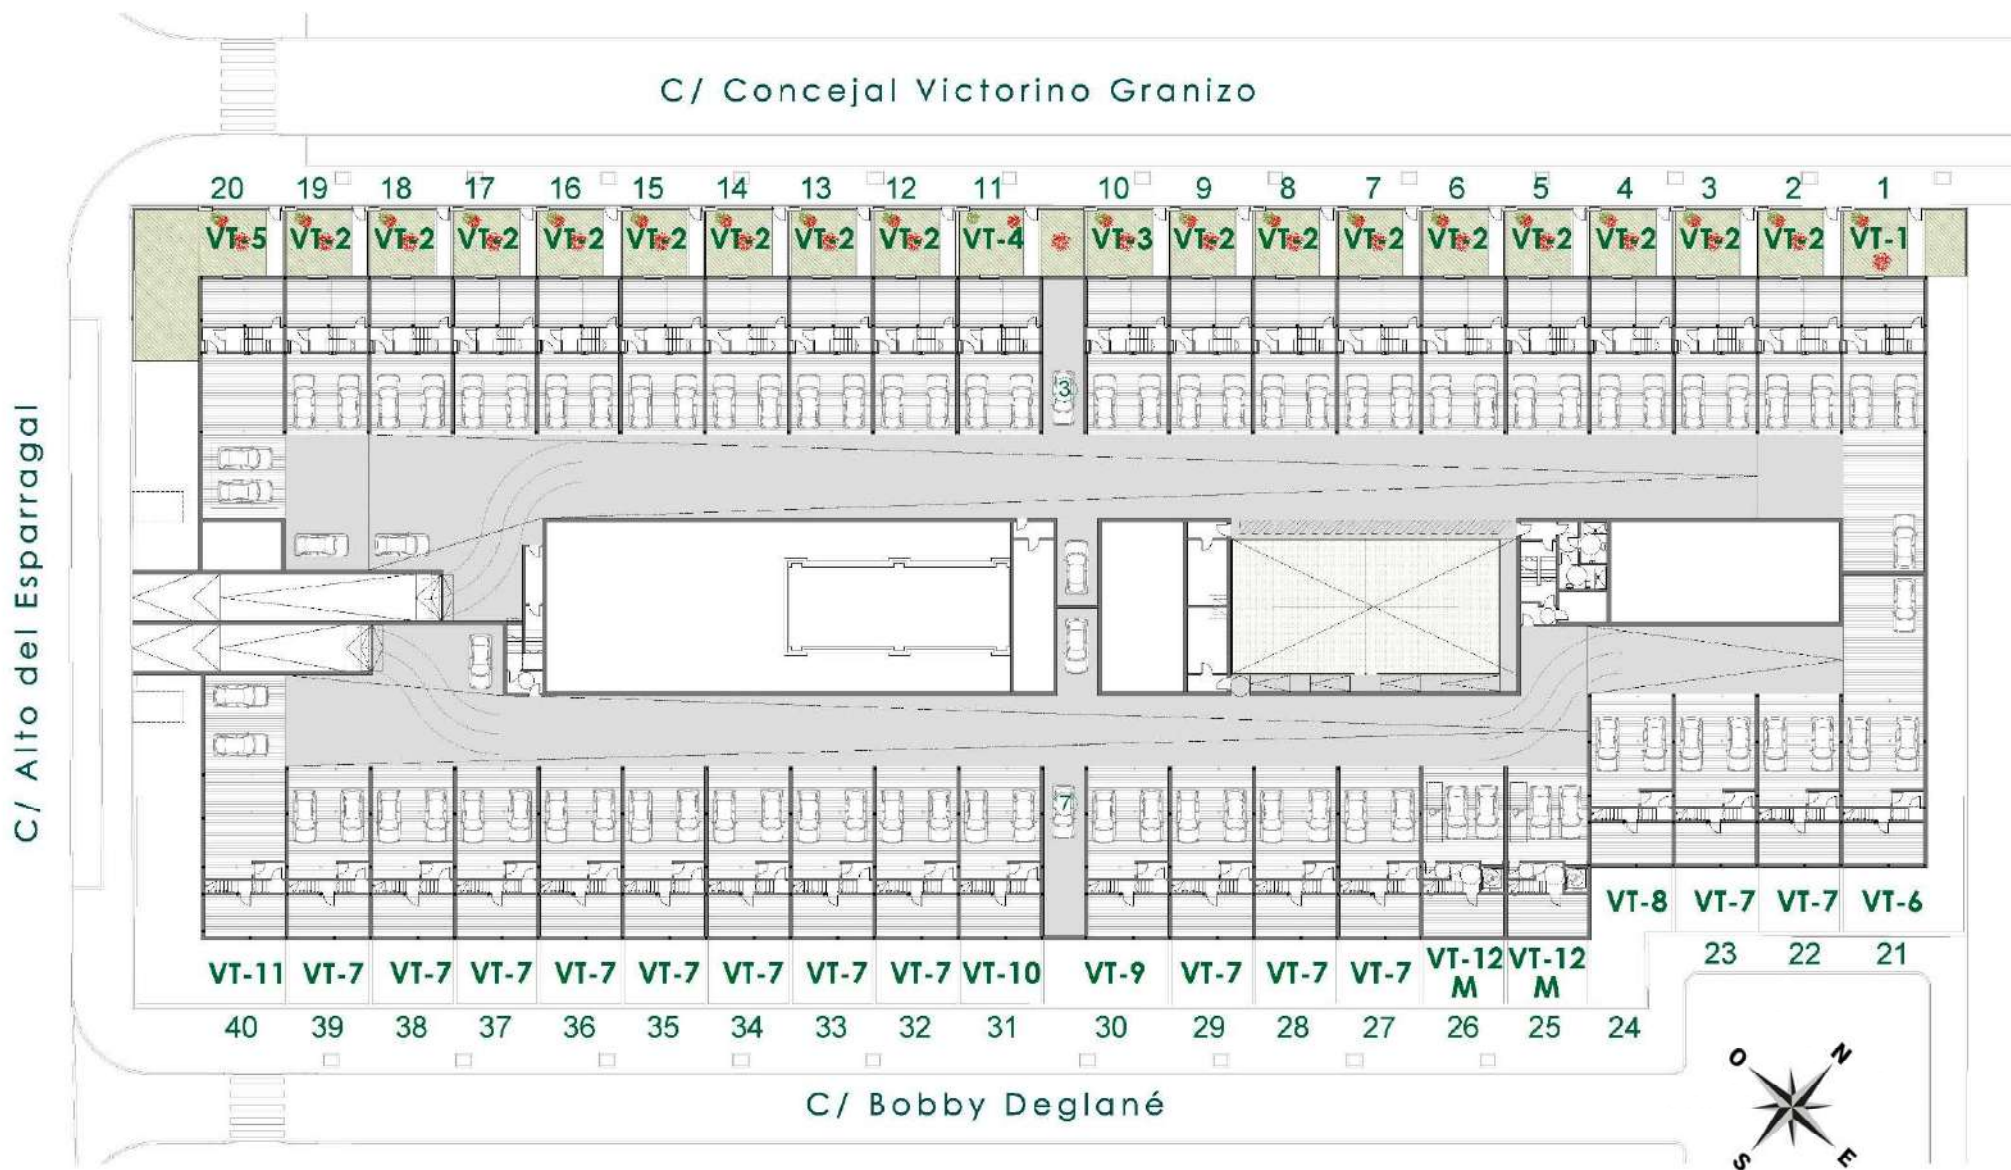 C/ Concejal Victorino Granizo
20 19 18 17 16 15 14 13 12 11 10 9 8 7 6 5 4 3 2 1
VT-5 VT-2 VT-2 VT-2 VT-2 VT-2 VT-2 VT-2 VT-2 VT-4 VT-3 VT-2 VT-2 VT-2 VT-2 VT-2 VT-2 VT-2 VT-2 VT-1
3
C/ Alto del Esparragal
7
VT-8 VT-7 VT-7 VT-6
23 22 21
VT-11 VT-7 VT-7 VT-7 VT-7 VT-7 VT-7 VT-7 VT-7 VT-10 VT-9 VT-7 VT-7 VT-7 VT-12 VT-12
M M
40 39 38 37 36 35 34 33 32 31 30 29 28 27 26 25 24
C/ Bobby Deglané
O N
S E